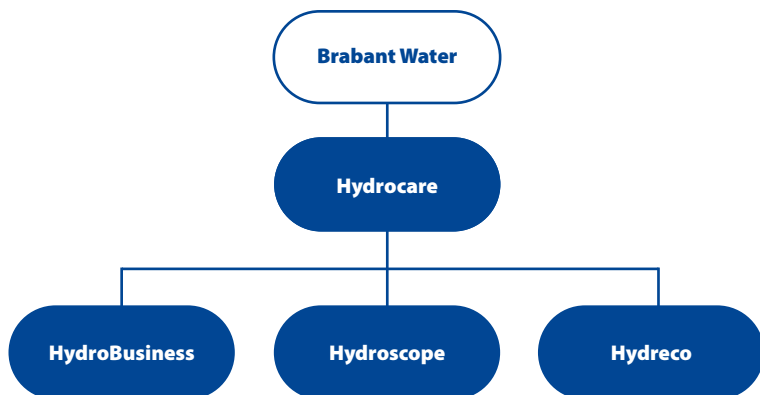 Brabant Water
Hydrocare
HydroBusiness
Hydroscope
Hydreco